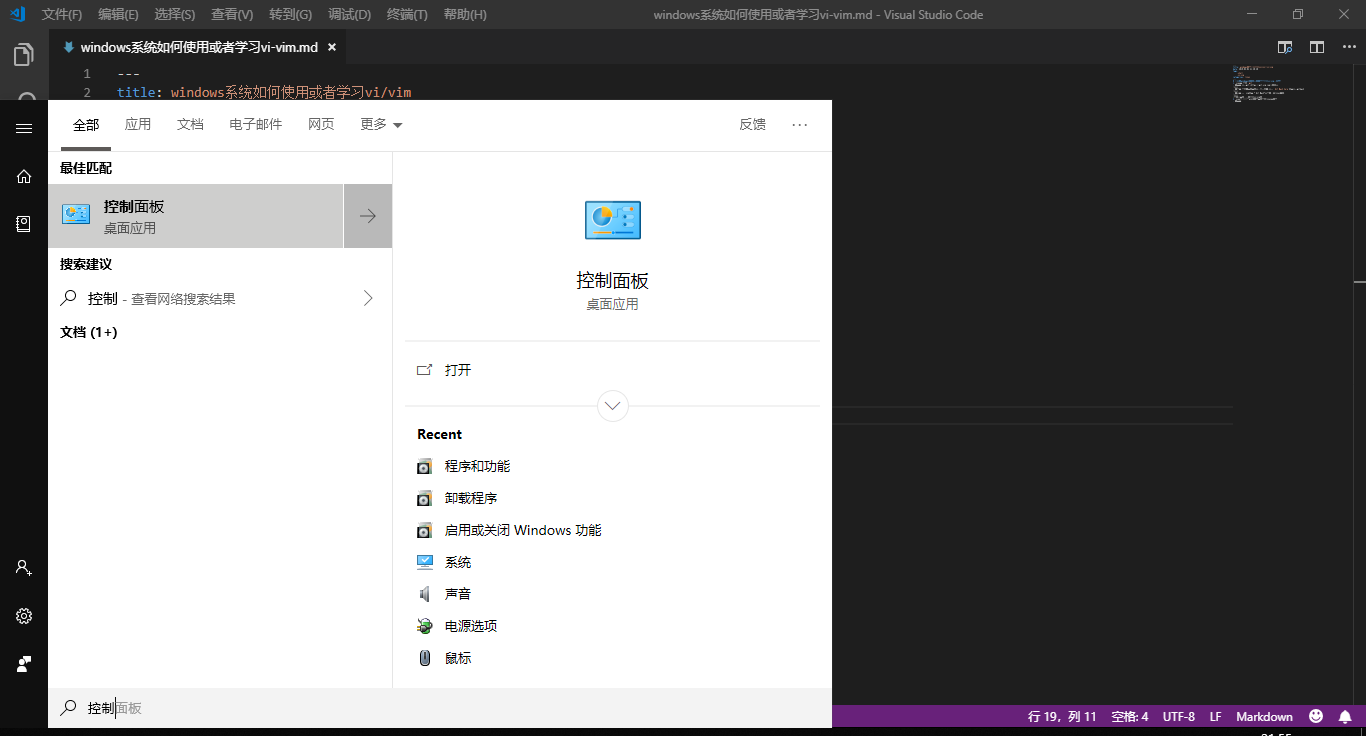 文件(F) 编辑(E) 选择(S) 查看(V) 转到(G) 调试(D) 终端(T) 帮助(H) windows系统如何使用或者学习vi-vim.md - Visual Studio Code
windows系统如何使用或者学习vi-vim.md
1 ---
2 title: windows系统如何使用或者学习vi/vim
全部 应用 文档 电子邮件 网页 更多 反馈
最佳匹配
控制面板
桌面应用
搜索建议
控制 - 查看网络搜索结果
文档 (1+)
控制面板
桌面应用
打开
Recent
程序和功能
卸载程序
启用或关闭 Windows 功能
系统
声音
电源选项
鼠标
控制面板
行 19，列 11 空格: 4 UTF-8 LF Markdown